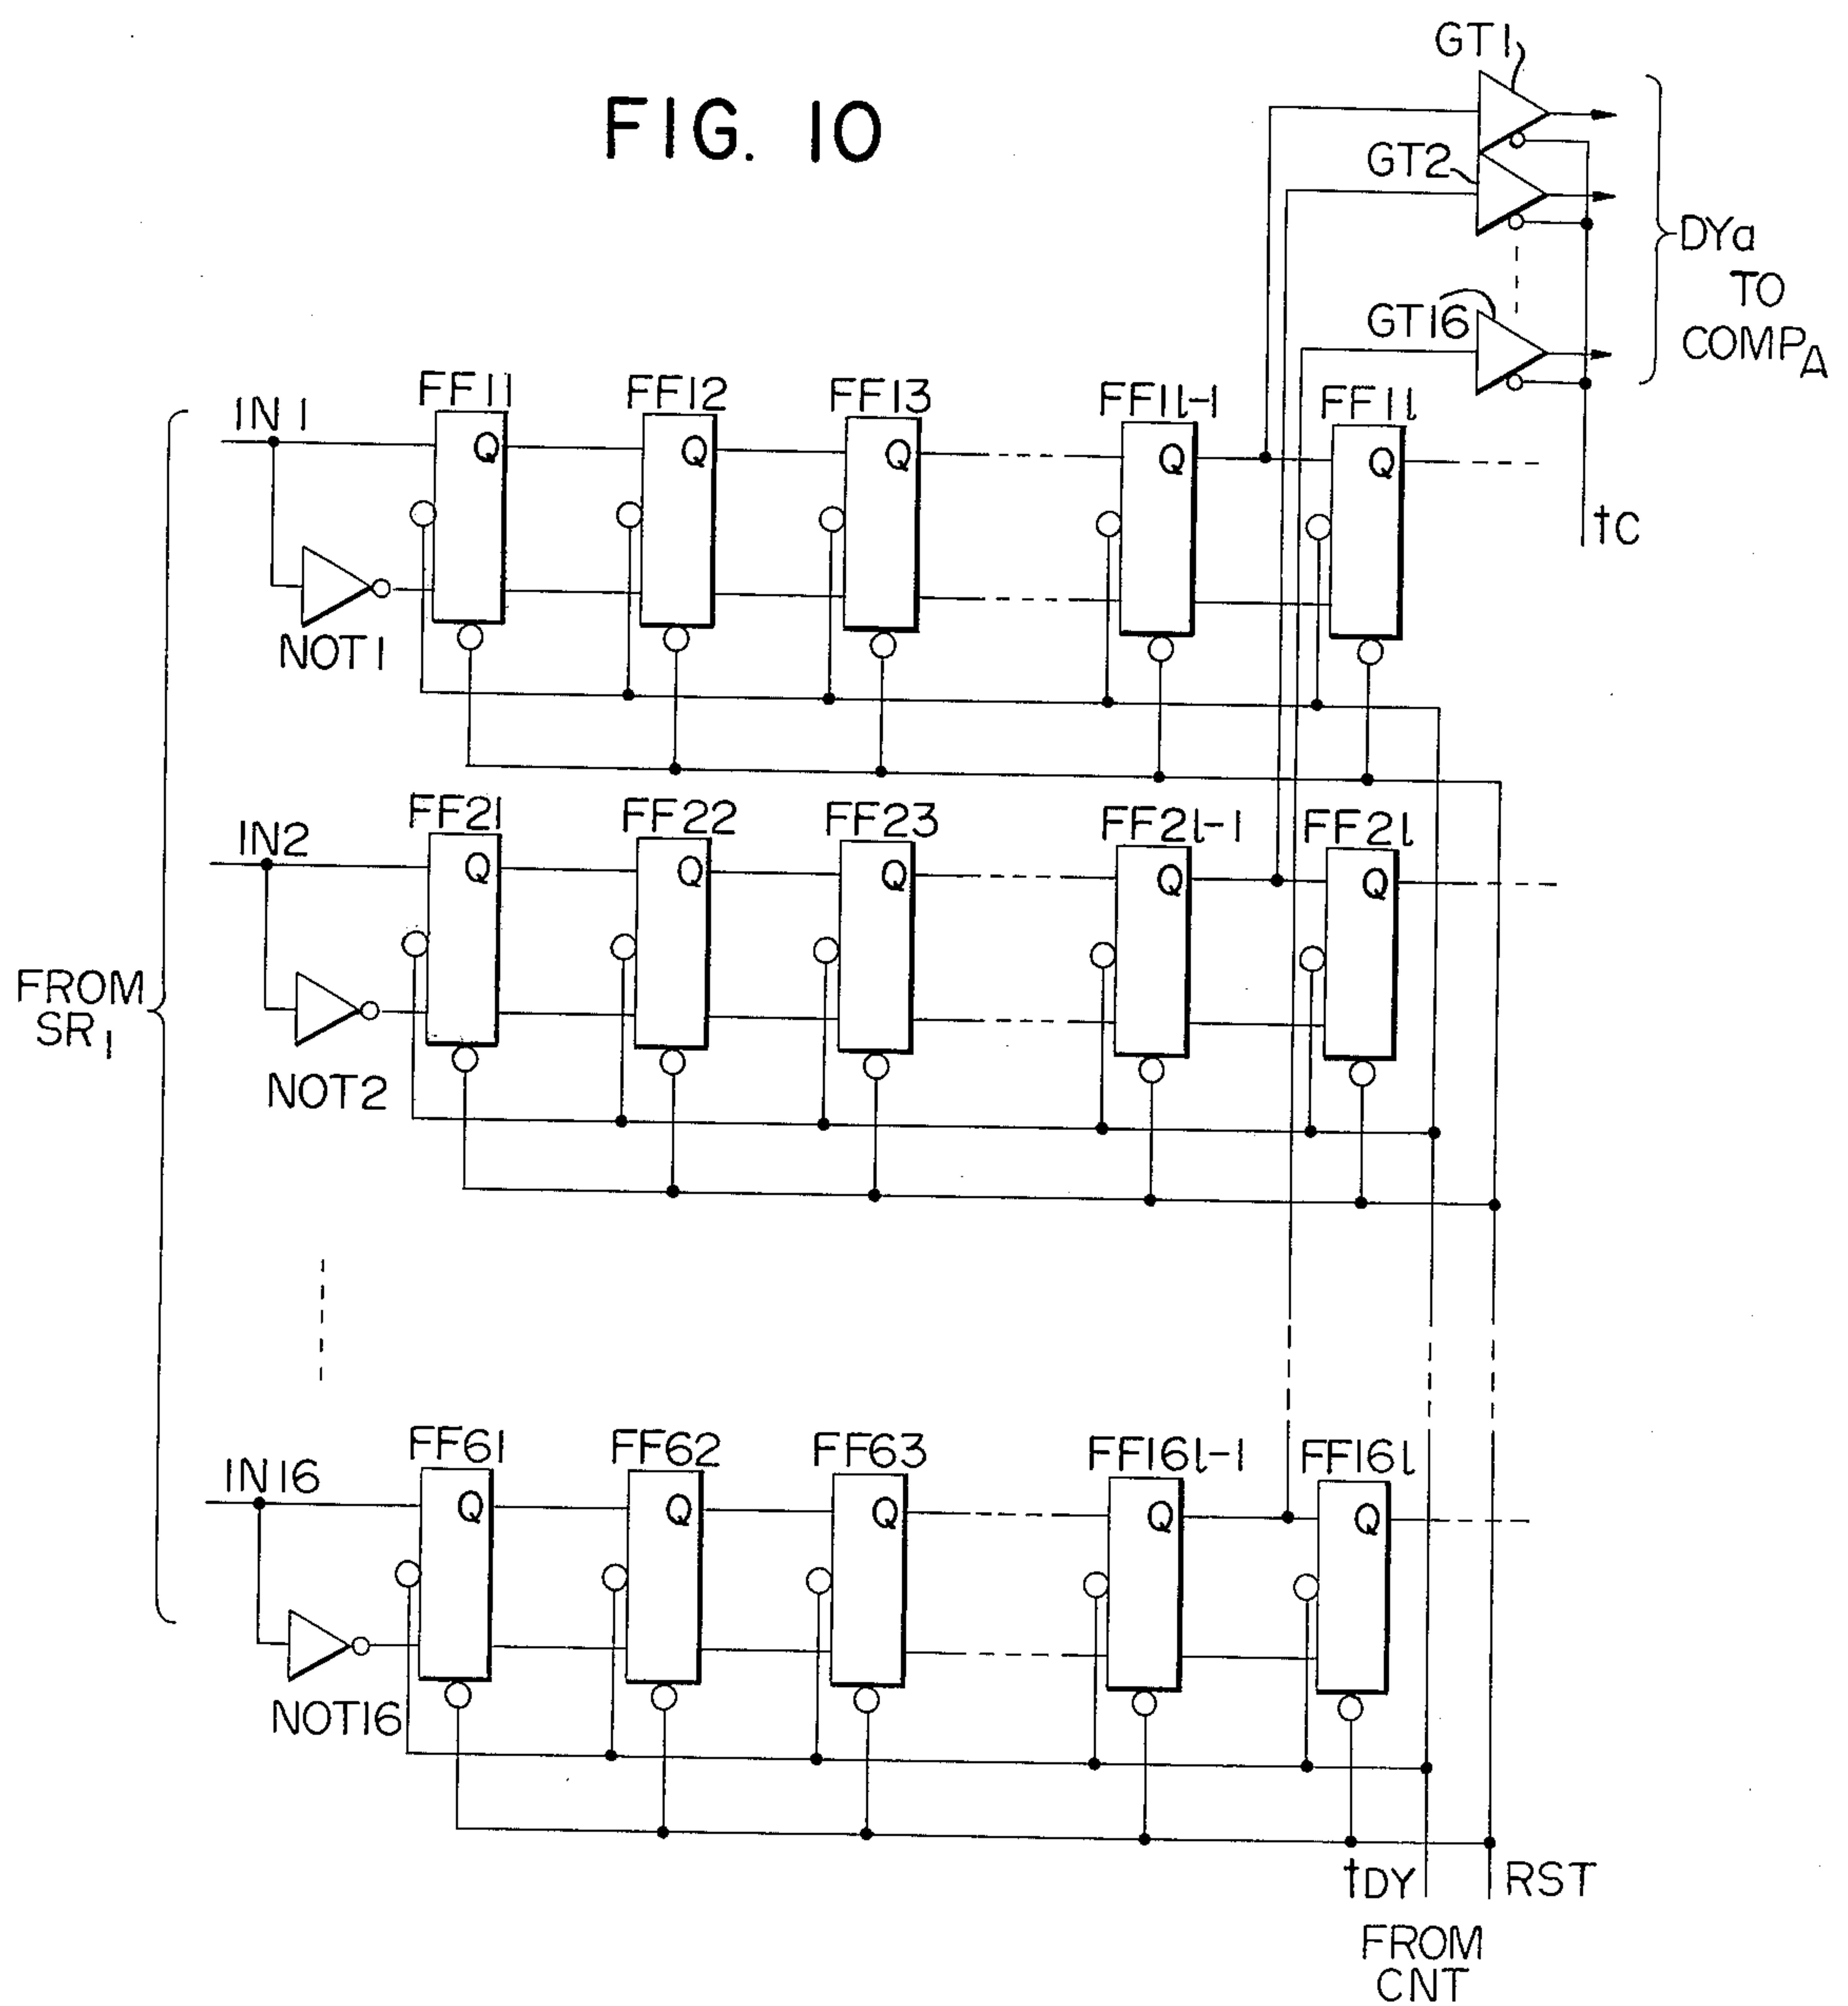 FIG. 10
GT1
GT2
GT16
DYa
TO
COMPA
tC
IN1
FF11
FF12
FF13
FF1l-1
FF1l
Q
Q
Q
Q
Q
NOT1
IN2
FF21
FF22
FF23
FF2l-1
FF2l
Q
Q
Q
Q
Q
NOT2
FROM
SR1
IN16
FF61
FF62
FF63
FF16l-1
FF16l
Q
Q
Q
Q
Q
NOT16
tDY
RST
FROM
CNT